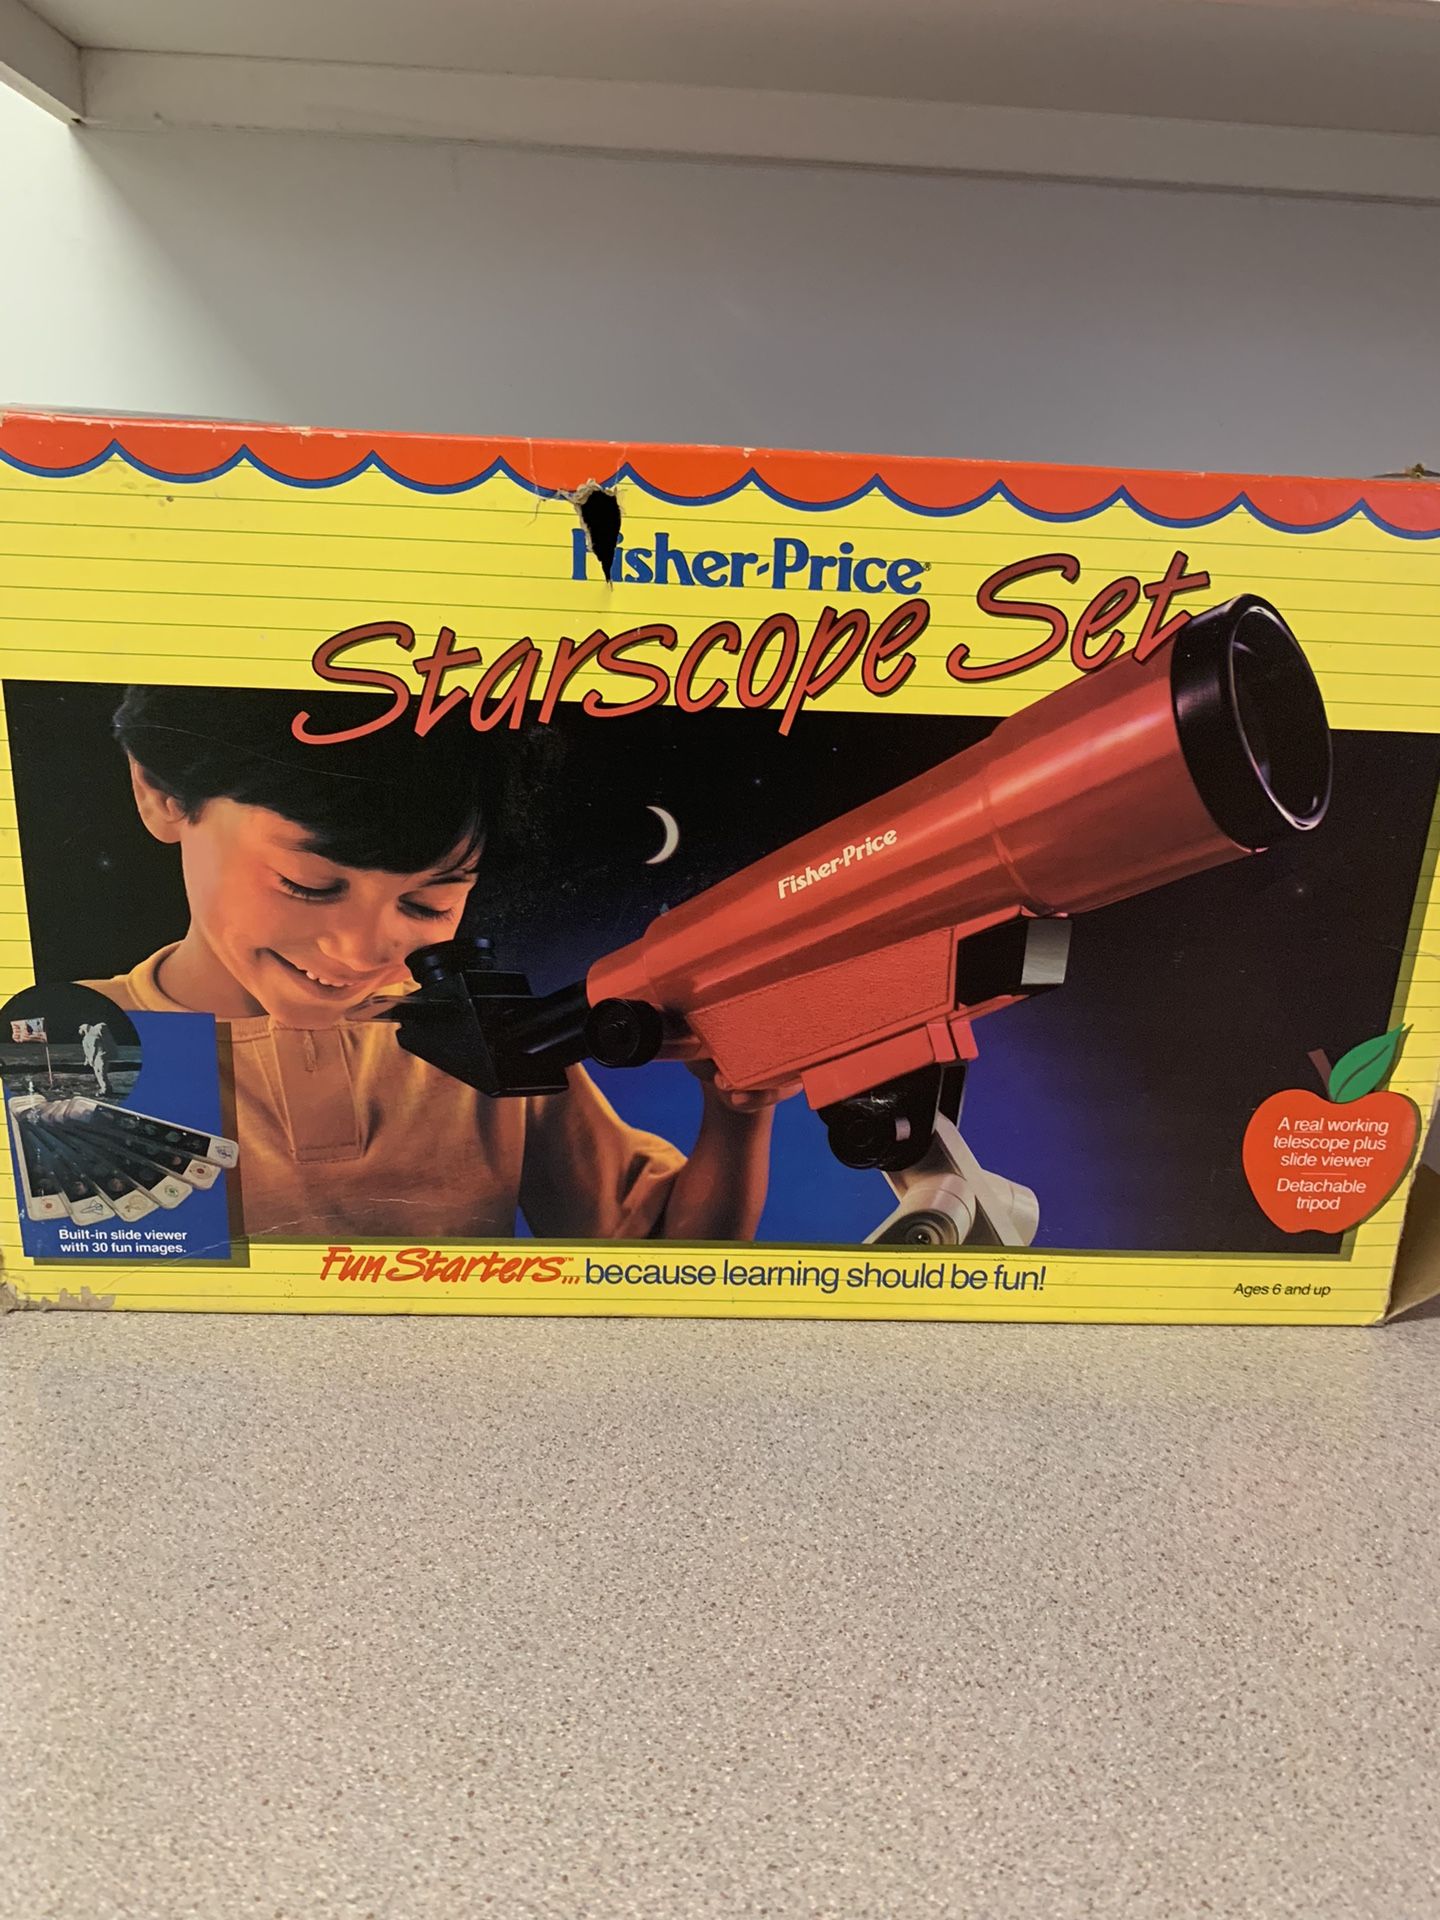 Fisher-Price®
Starscope Set
Fisher-Price
A real working
telescope plus
slide viewer
Detachable
tripod
Built-in slide viewer
with 30 fun images.
Fun Starters™... because learning should be fun!
Ages 6 and up